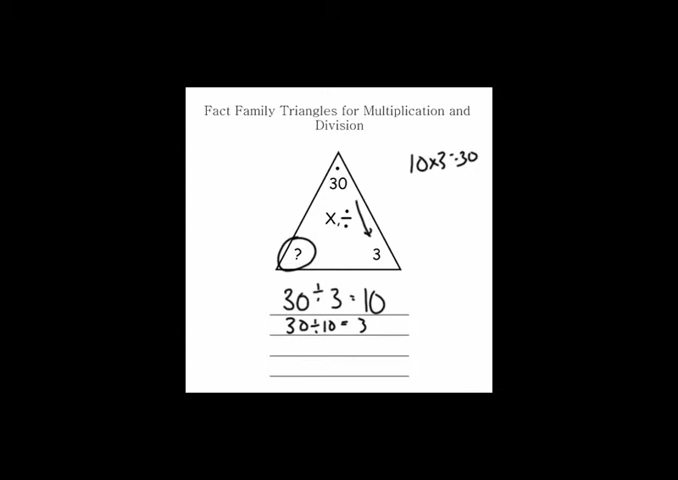 Fact Family Triangles for Multiplication and
Division
10x3=30
30
x,÷
?
3
30÷3=10
30÷10=3